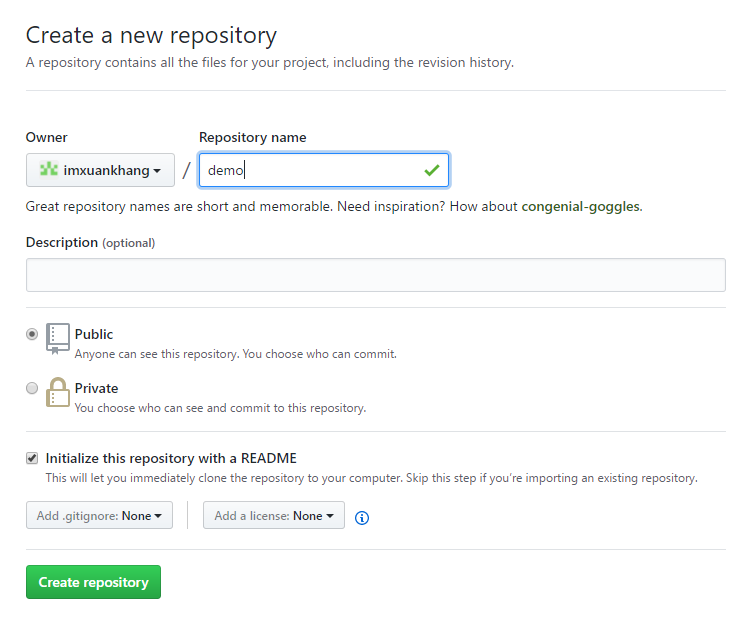 Create a new repository
A repository contains all the files for your project, including the revision history.
Owner
Repository name
imxuankhang / demo
Great repository names are short and memorable. Need inspiration? How about congenial-goggles.
Description (optional)
Public
Anyone can see this repository. You choose who can commit.
Private
You choose who can see and commit to this repository.
Initialize this repository with a README
This will let you immediately clone the repository to your computer. Skip this step if you’re importing an existing repository.
Add .gitignore: None
Add a license: None
Create repository